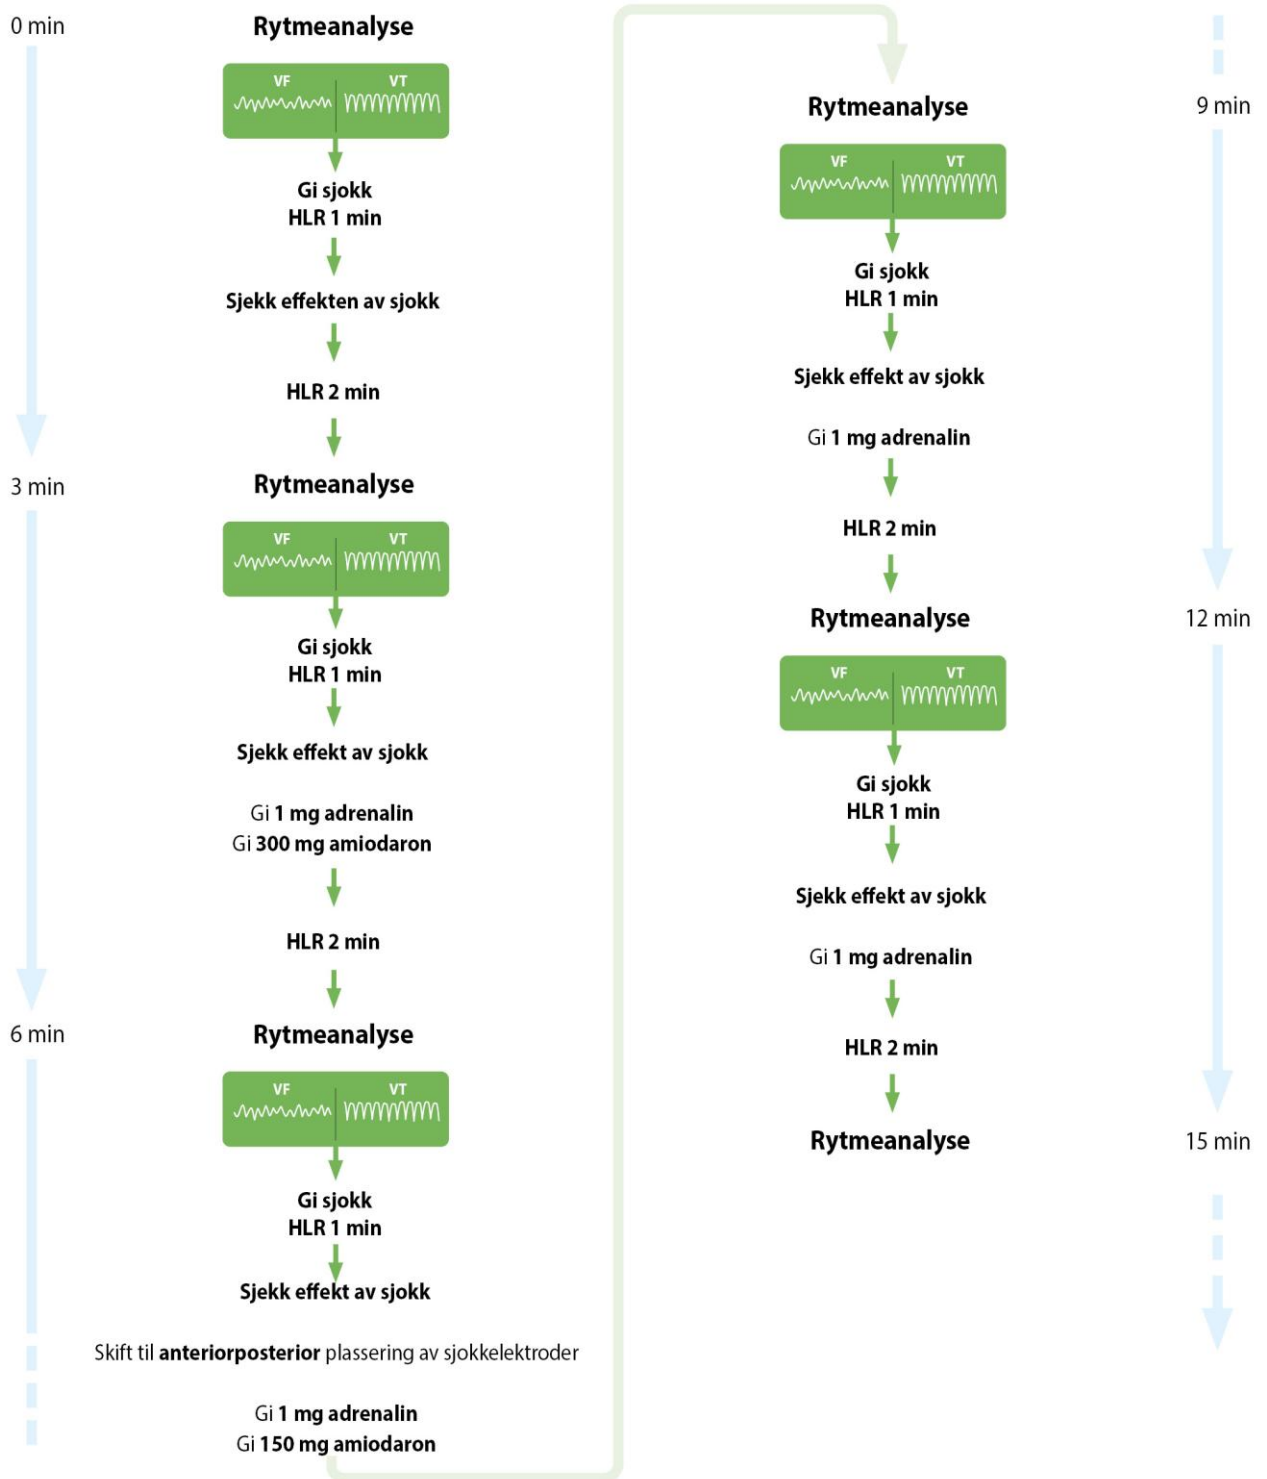 0 min
Rytmeanalyse
VF VT
Gi sjokk
HLR 1 min
Sjekk effekten av sjokk
HLR 2 min
3 min
Rytmeanalyse
VF VT
Gi sjokk
HLR 1 min
Sjekk effekt av sjokk
Gi 1 mg adrenalin
Gi 300 mg amiodaron
HLR 2 min
6 min
Rytmeanalyse
VF VT
Gi sjokk
HLR 1 min
Sjekk effekt av sjokk
Skift til anteriorposterior plassering av sjokkelektroder
Gi 1 mg adrenalin
Gi 150 mg amiodaron
Rytmeanalyse
9 min
VF VT
Gi sjokk
HLR 1 min
Sjekk effekt av sjokk
Gi 1 mg adrenalin
HLR 2 min
Rytmeanalyse
12 min
VF VT
Gi sjokk
HLR 1 min
Sjekk effekt av sjokk
Gi 1 mg adrenalin
HLR 2 min
Rytmeanalyse
15 min